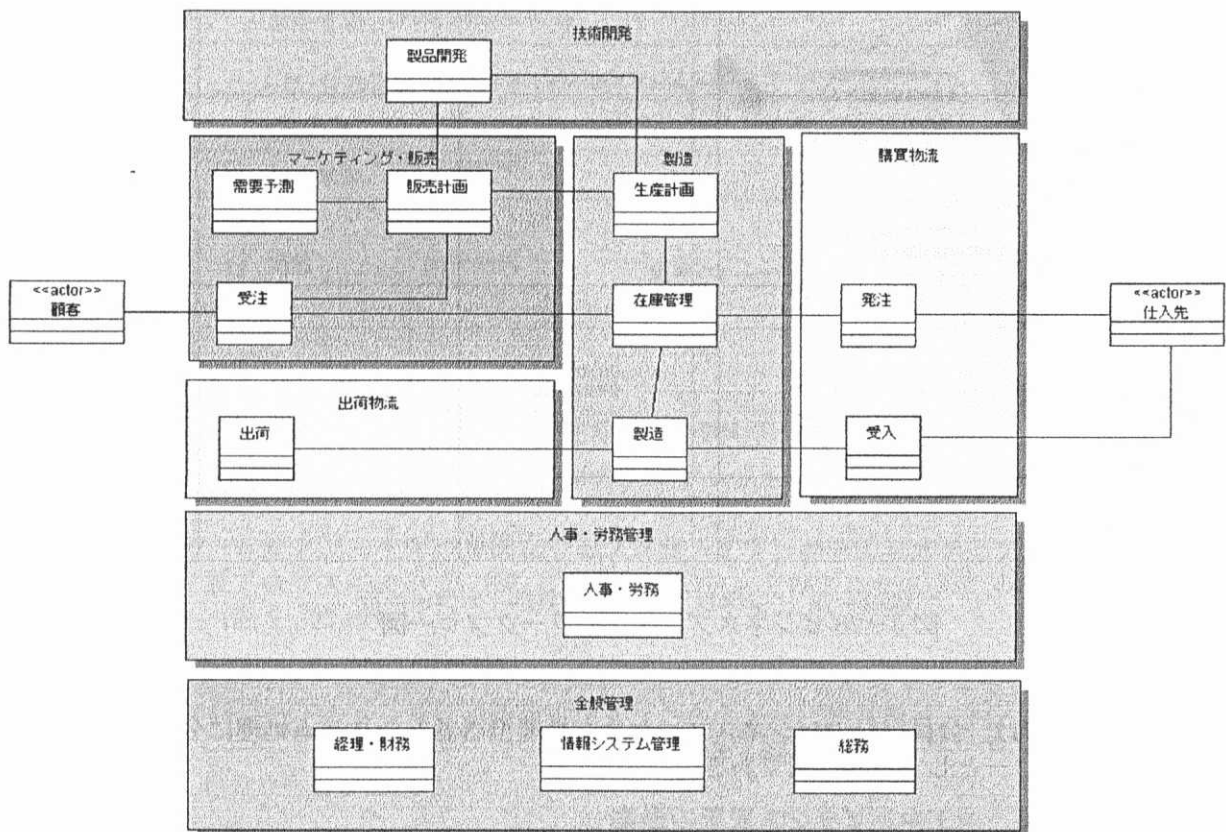 技術開発
製品開発
マーケティング・販売
製造
購買物流
需要予測
販売計画
生産計画
<<actor>>
顧客
受注
在庫管理
発注
<<actor>>
仕入先
出荷物流
出荷
製造
受入
人事・労務管理
人事・労務
全般管理
経理・財務
情報システム管理
総務